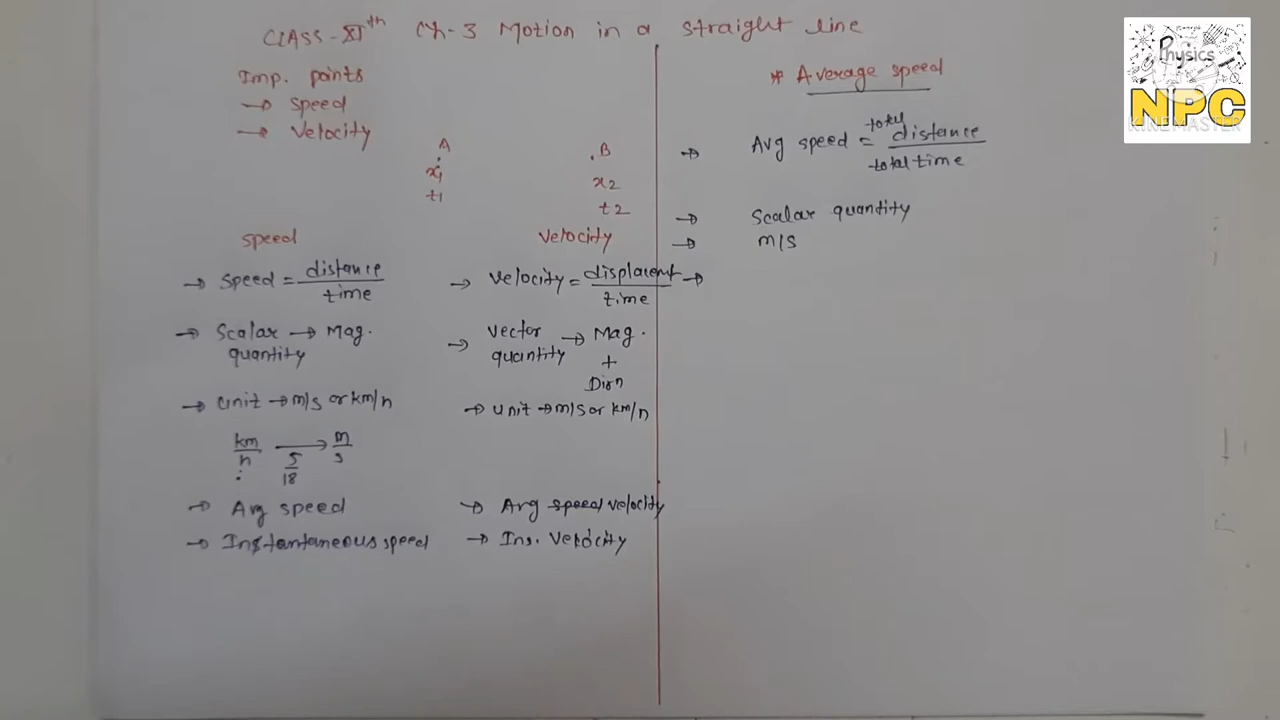 CLASS-XIth Ch-3 Motion in a straight line
Imp. points
→ Speed
→ Velocity
A
x1
t1
B
x2
t2
Speed
→ Speed = distance
time
→ Scalar → Mag.
quantity
→ Unit → m/s or km/h
km → m
h 5 s
18
→ Avg speed
→ Instantaneous speed
Velocity
→ Velocity = displacent
time
→ Vector → Mag.
quantity +
Dirn
→ Unit → m/s or km/h
→ Avg speed velocity
→ Ins. Velocity
* Average speed
→ Avg speed = total distance
total time
→ Scalar quantity
→ m/s
→
Physics
NPC
KINEMASTER